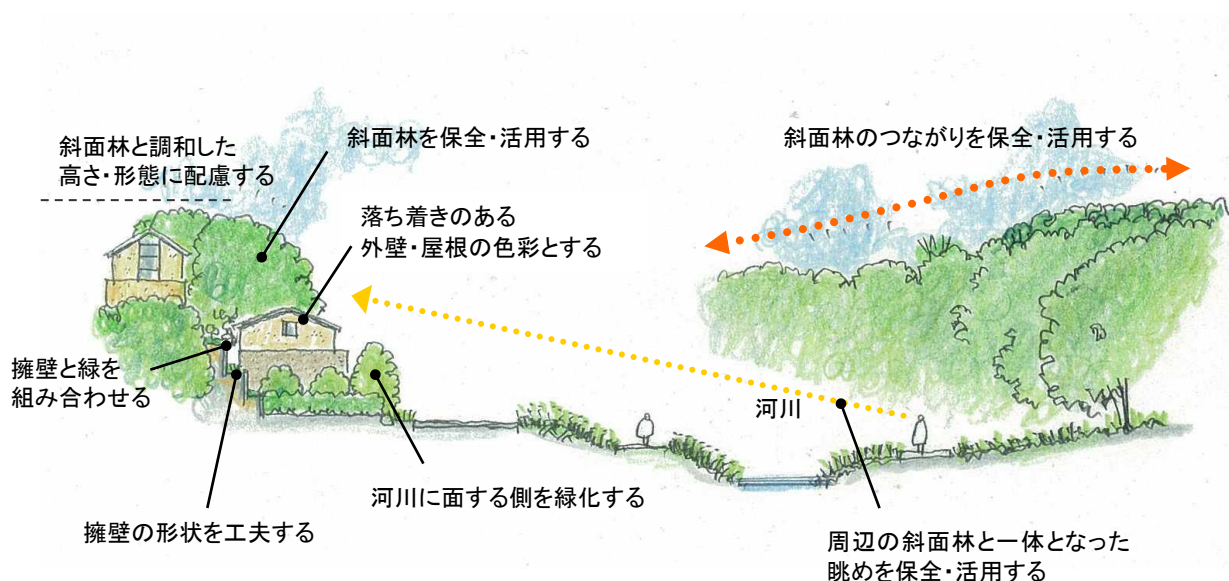 斜面林と調和した
高さ・形態に配慮する
斜面林を保全・活用する
斜面林のつながりを保全・活用する
落ち着きのある
外壁・屋根の色彩とする
擁壁と緑を
組み合わせる
河川
河川に面する側を緑化する
擁壁の形状を工夫する
周辺の斜面林と一体となった
眺めを保全・活用する